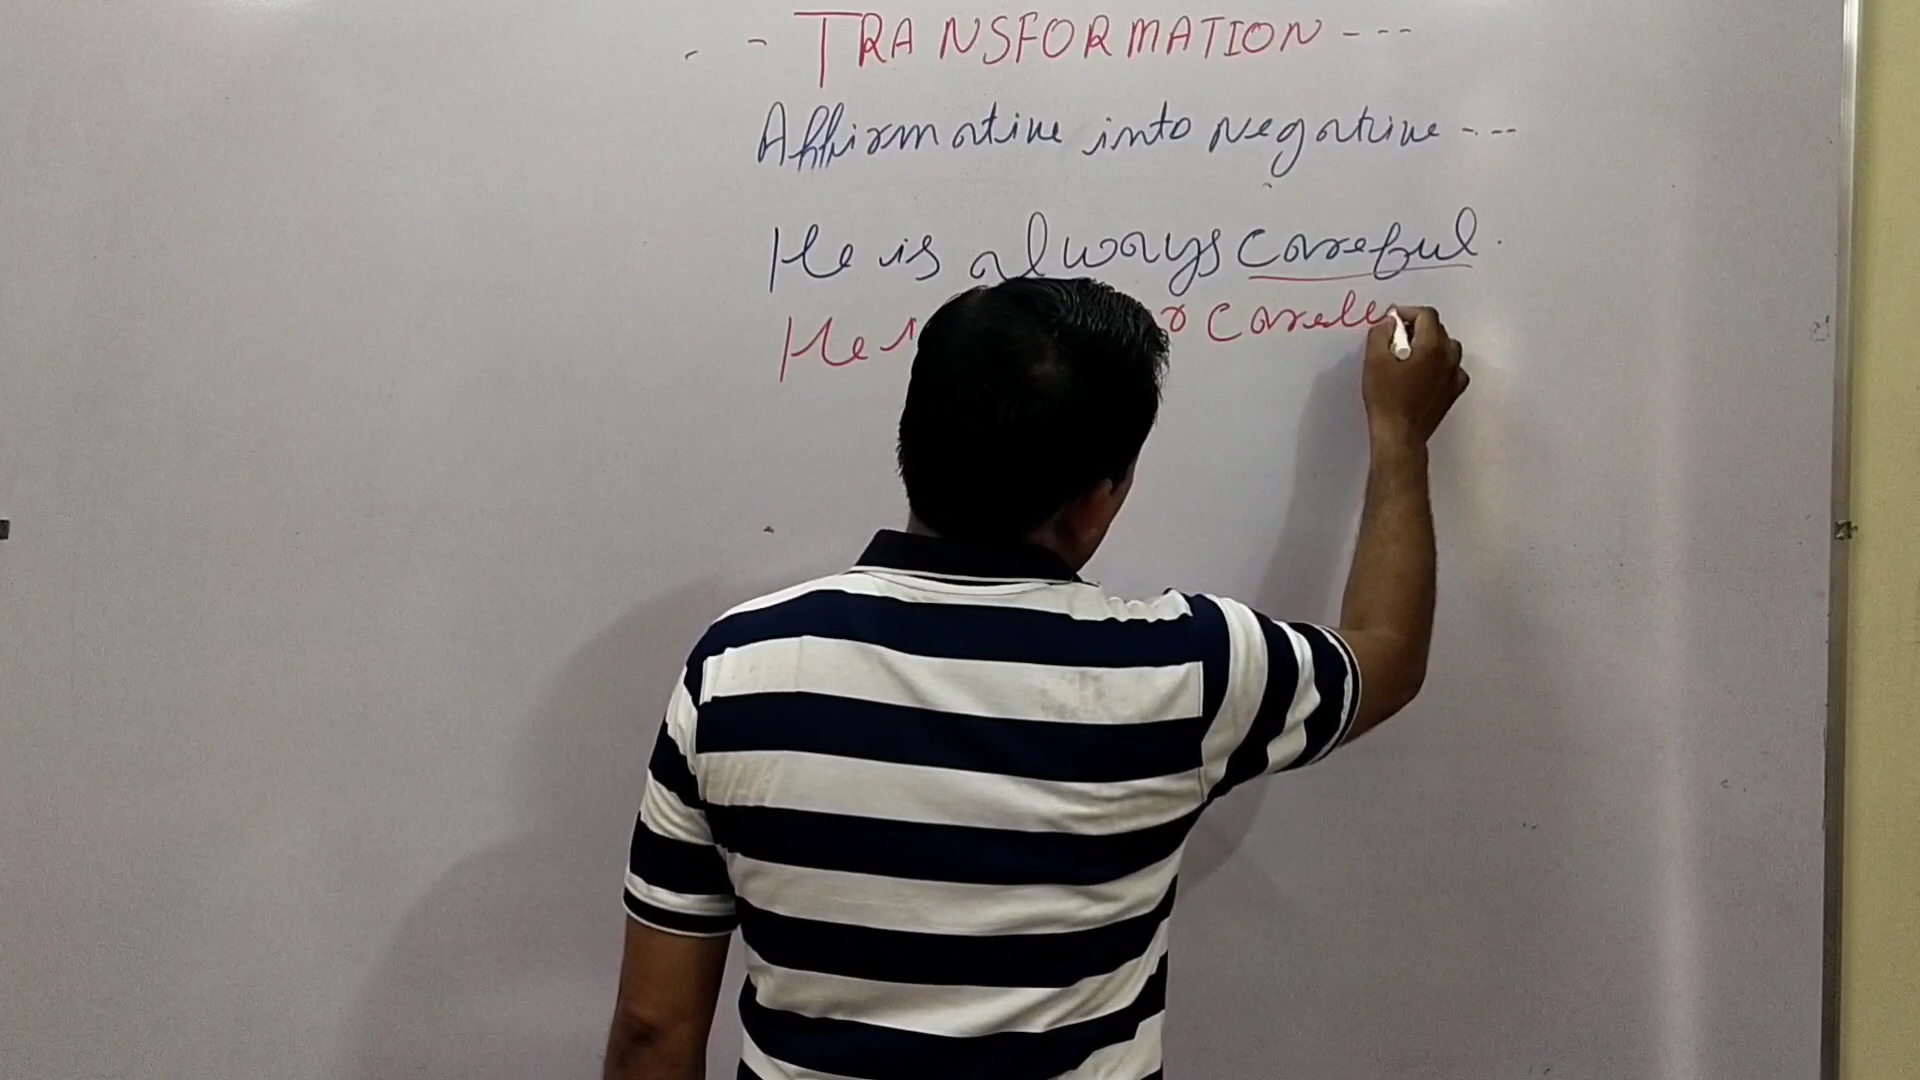 - - TRANSFORMATION ---
Affirmative into Negative ----
He is always careful.
He